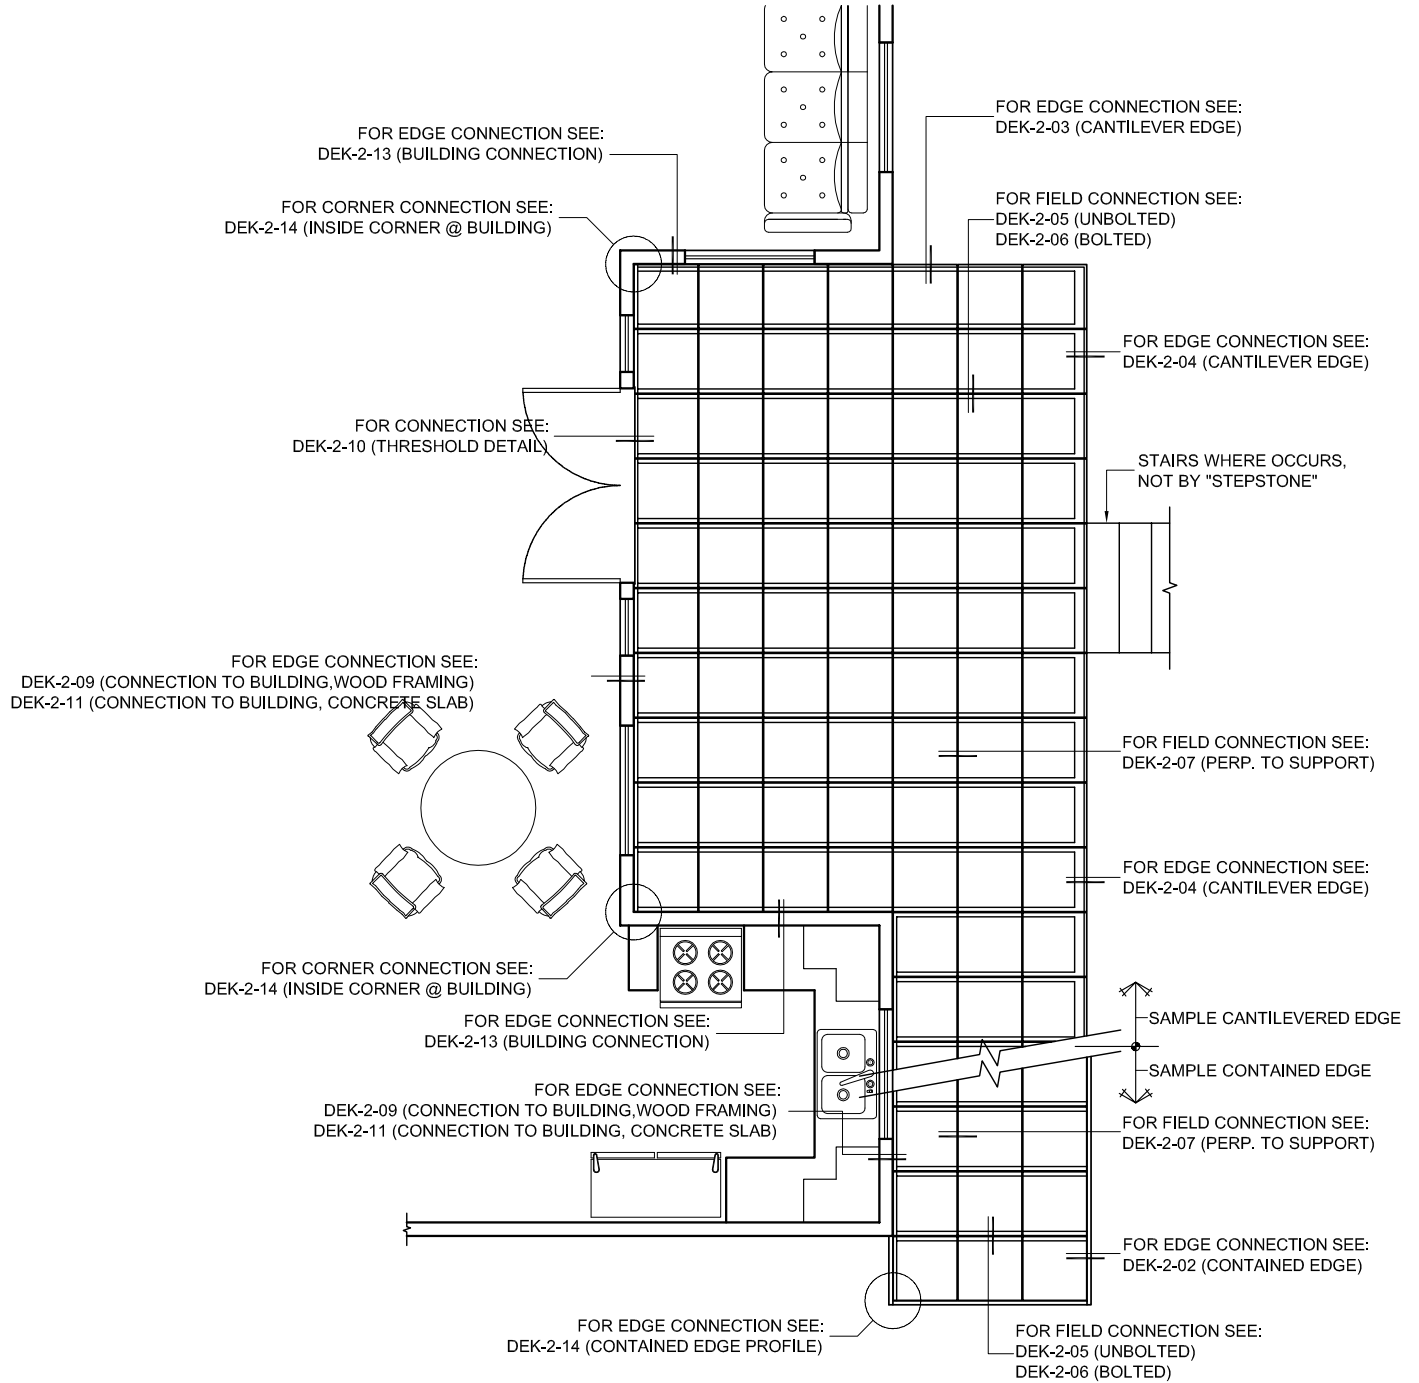 FOR EDGE CONNECTION SEE:
DEK-2-03 (CANTILEVER EDGE)
FOR EDGE CONNECTION SEE:
DEK-2-13 (BUILDING CONNECTION)
FOR CORNER CONNECTION SEE:
DEK-2-14 (INSIDE CORNER @ BUILDING)
FOR FIELD CONNECTION SEE:
DEK-2-05 (UNBOLTED)
DEK-2-06 (BOLTED)
FOR EDGE CONNECTION SEE:
DEK-2-04 (CANTILEVER EDGE)
FOR CONNECTION SEE:
DEK-2-10 (THRESHOLD DETAIL)
STAIRS WHERE OCCURS,
NOT BY "STEPSTONE"
FOR EDGE CONNECTION SEE:
DEK-2-09 (CONNECTION TO BUILDING,WOOD FRAMING)
DEK-2-11 (CONNECTION TO BUILDING, CONCRETE SLAB)
FOR FIELD CONNECTION SEE:
DEK-2-07 (PERP. TO SUPPORT)
FOR EDGE CONNECTION SEE:
DEK-2-04 (CANTILEVER EDGE)
FOR CORNER CONNECTION SEE:
DEK-2-14 (INSIDE CORNER @ BUILDING)
FOR EDGE CONNECTION SEE:
DEK-2-13 (BUILDING CONNECTION)
SAMPLE CANTILEVERED EDGE
SAMPLE CONTAINED EDGE
FOR EDGE CONNECTION SEE:
DEK-2-09 (CONNECTION TO BUILDING,WOOD FRAMING)
DEK-2-11 (CONNECTION TO BUILDING, CONCRETE SLAB)
FOR FIELD CONNECTION SEE:
DEK-2-07 (PERP. TO SUPPORT)
FOR EDGE CONNECTION SEE:
DEK-2-02 (CONTAINED EDGE)
FOR EDGE CONNECTION SEE:
DEK-2-14 (CONTAINED EDGE PROFILE)
FOR FIELD CONNECTION SEE:
DEK-2-05 (UNBOLTED)
DEK-2-06 (BOLTED)